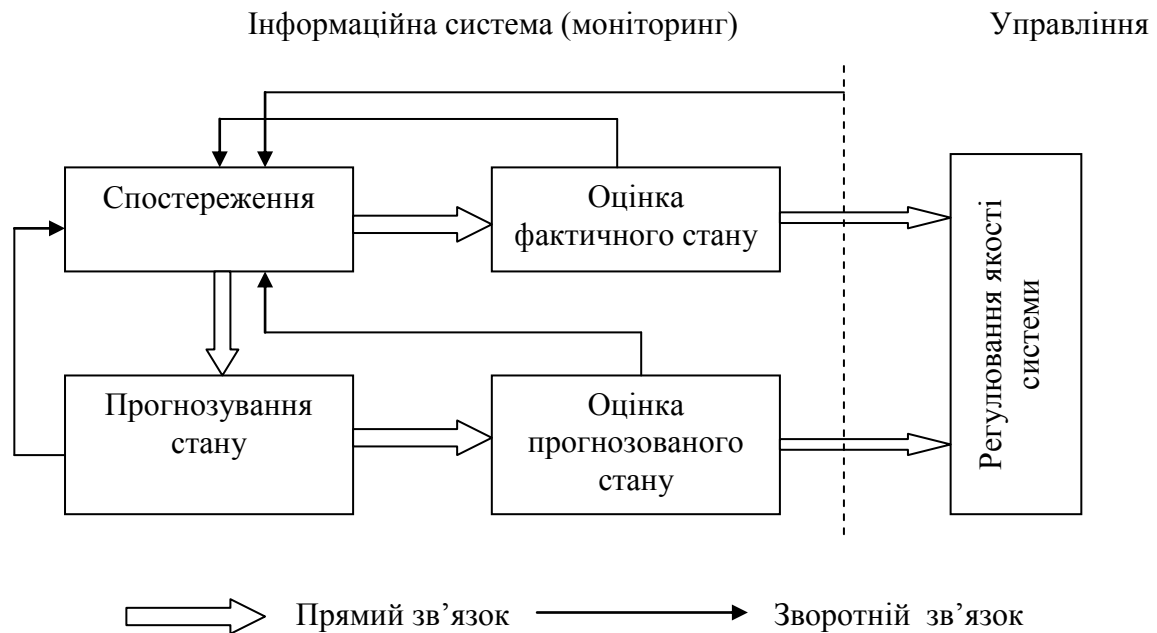 Інформаційна система (моніторинг)
Управління
Спостереження
Оцінка
фактичного стану
Регулювання якості
системи
Прогнозування
стану
Оцінка
прогнозованого
стану
Прямий зв’язок
Зворотній зв’язок